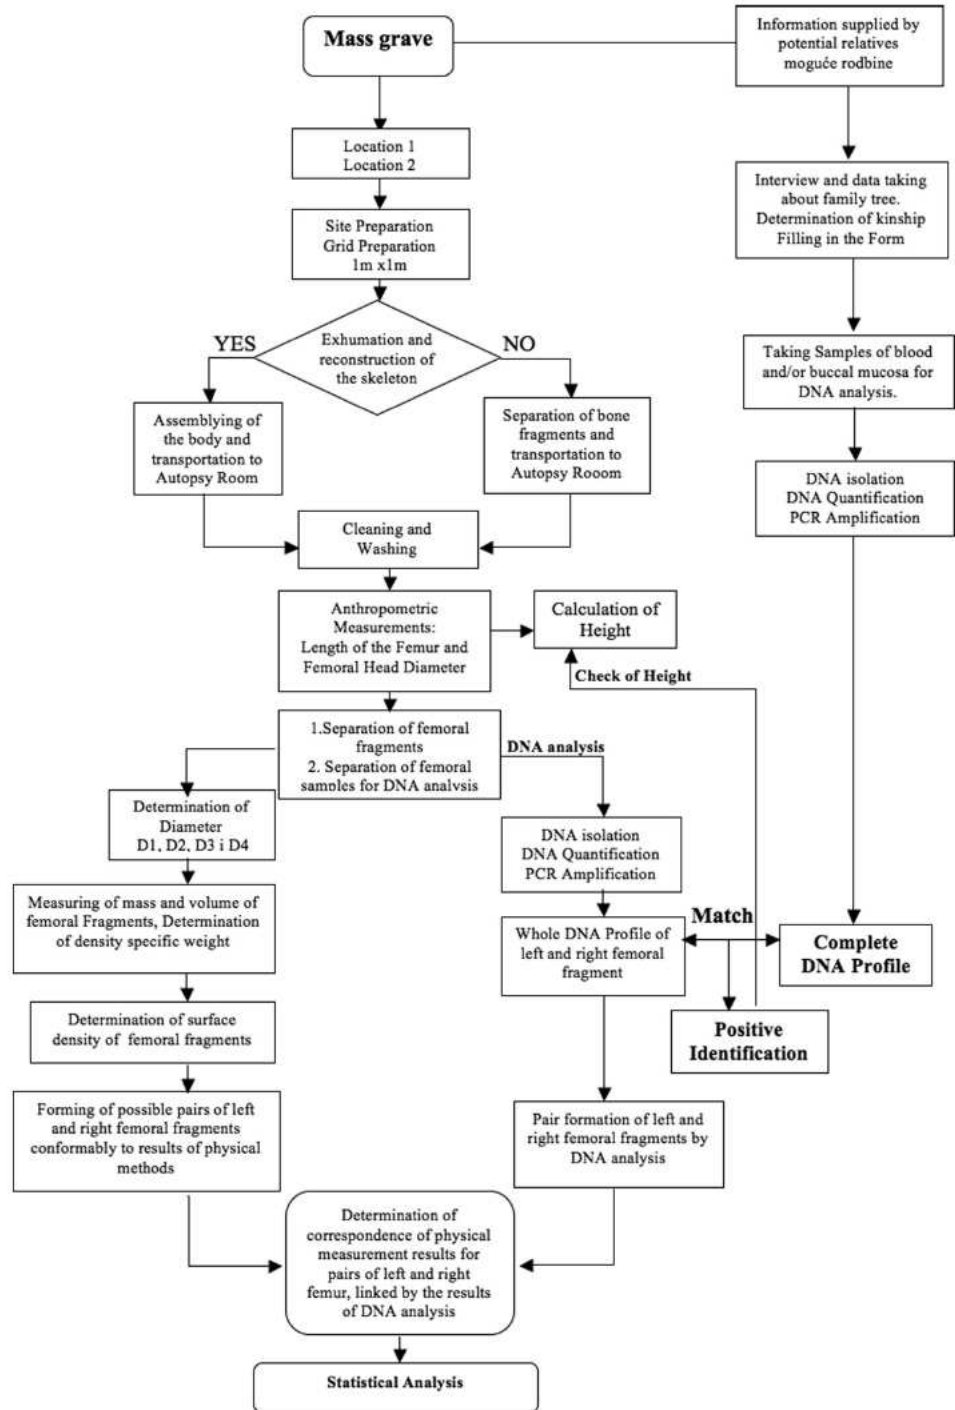 Mass grave
Information supplied by
potential relatives
moguće rodbine
Location 1
Location 2
Interview and data taking
about family tree.
Determination of kinship
Filling in the Form
Site Preparation
Grid Preparation
1m x1m
YES
Exhumation and
reconstruction of
the skeleton
NO
Taking Samples of blood
and/or buccal mucosa for
DNA analysis.
Assemblying of
the body and
transportation to
Autopsy Room
Separation of bone
fragments and
transportation to
Autopsy Rooom
DNA isolation
DNA Quantification
PCR Amplification
Cleaning and
Washing
Anthropometric
Measurements:
Length of the Femur and
Femoral Head Diameter
Calculation of
Height
Check of Height
1.Separation of femoral
fragments
2. Separation of femoral
samples for DNA analysis
DNA analysis
Determination of
Diameter
D1, D2, D3 i D4
DNA isolation
DNA Quantification
PCR Amplification
Measuring of mass and volume of
femoral Fragments, Determination
of density specific weight
Whole DNA Profile of
left and right femoral
fragment
Match
Complete
DNA Profile
Determination of surface
density of femoral fragments
Positive
Identification
Forming of possible pairs of left
and right femoral fragments
conformably to results of physical
methods
Pair formation of left and
right femoral fragments by
DNA analysis
Determination of
correspondence of physical
measurement results for
pairs of left and right
femur, linked by the results
of DNA analysis
Statistical Analysis